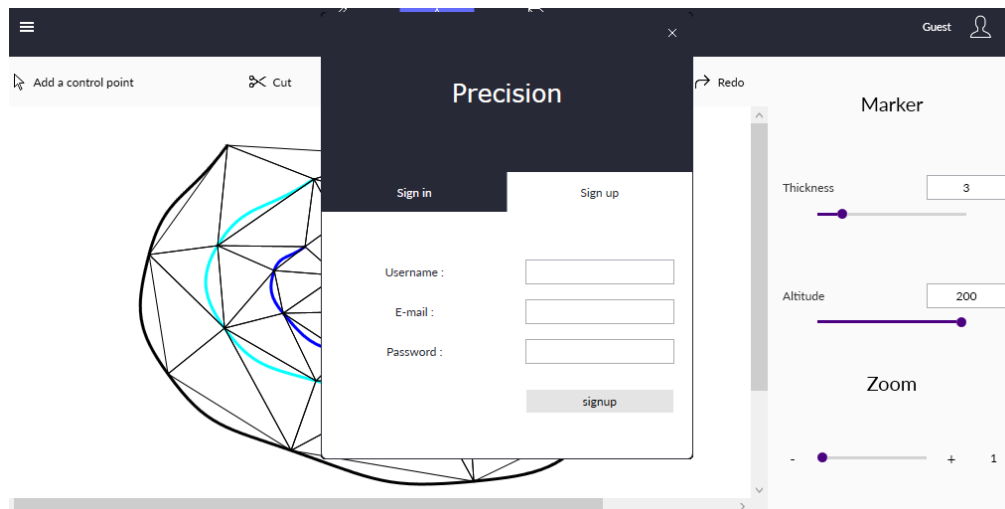 Guest
Add a control point
Cut
Redo
Precision
Sign in
Sign up
Username :
E-mail :
Password :
signup
Marker
Thickness
3
Altitude
200
Zoom
- + 1